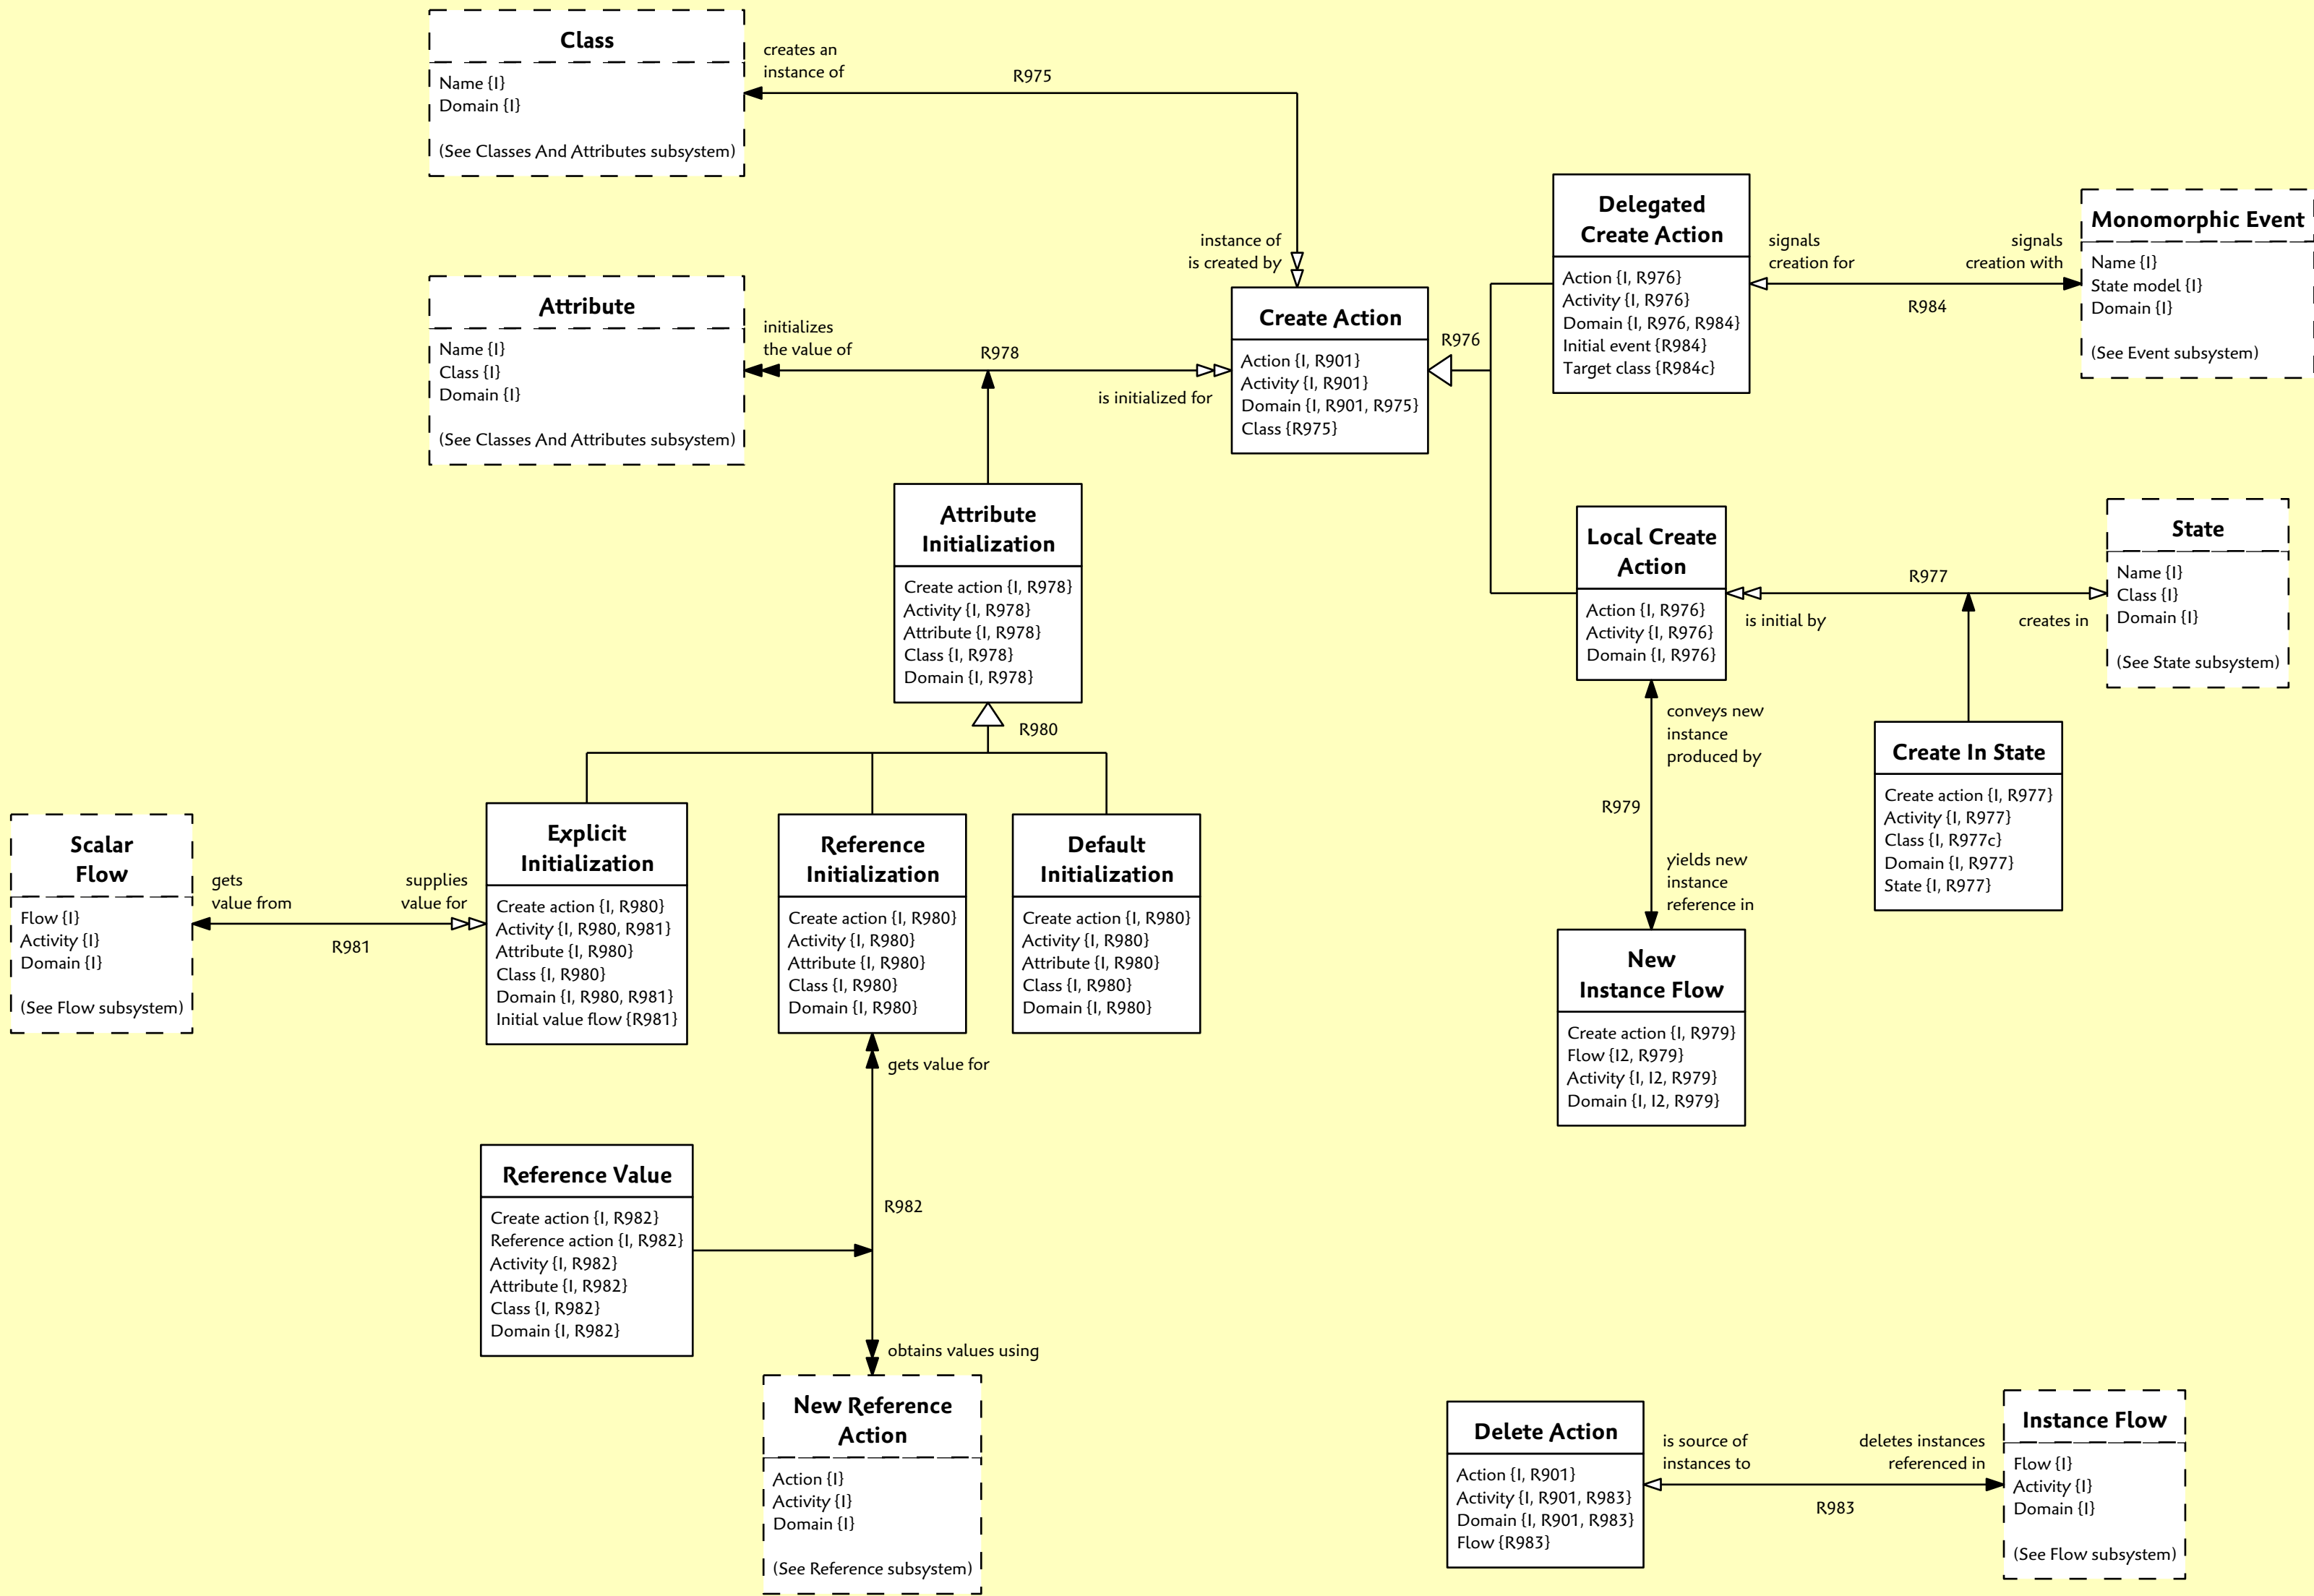 Class
Name {I}
Domain {I}
(See Classes And Attributes subsystem)
creates an
instance of
R975
instance of
is created by
Attribute
Name {I}
Class {I}
Domain {I}
(See Classes And Attributes subsystem)
initializes
the value of
R978
is initialized for
Create Action
Action {I, R901}
Activity {I, R901}
Domain {I, R901, R975}
Class {R975}
R976
Delegated
Create Action
Action {I, R976}
Activity {I, R976}
Domain {I, R976, R984}
Initial event {R984}
Target class {R984c}
signals
creation for
signals
creation with
R984
Monomorphic Event
Name {I}
State model {I}
Domain {I}
(See Event subsystem)
Attribute
Initialization
Create action {I, R978}
Activity {I, R978}
Attribute {I, R978}
Class {I, R978}
Domain {I, R978}
R980
Local Create
Action
Action {I, R976}
Activity {I, R976}
Domain {I, R976}
R977
is initial by
creates in
State
Name {I}
Class {I}
Domain {I}
(See State subsystem)
conveys new
instance
produced by
R979
yields new
instance
reference in
Create In State
Create action {I, R977}
Activity {I, R977}
Class {I, R977c}
Domain {I, R977}
State {I, R977}
Scalar
Flow
Flow {I}
Activity {I}
Domain {I}
(See Flow subsystem)
gets
value from
supplies
value for
R981
Explicit
Initialization
Create action {I, R980}
Activity {I, R980, R981}
Attribute {I, R980}
Class {I, R980}
Domain {I, R980, R981}
Initial value flow {R981}
Reference
Initialization
Create action {I, R980}
Activity {I, R980}
Attribute {I, R980}
Class {I, R980}
Domain {I, R980}
Default
Initialization
Create action {I, R980}
Activity {I, R980}
Attribute {I, R980}
Class {I, R980}
Domain {I, R980}
New
Instance Flow
Create action {I, R979}
Flow {I2, R979}
Activity {I, I2, R979}
Domain {I, I2, R979}
gets value for
R982
obtains values using
Reference Value
Create action {I, R982}
Reference action {I, R982}
Activity {I, R982}
Attribute {I, R982}
Class {I, R982}
Domain {I, R982}
New Reference
Action
Action {I}
Activity {I}
Domain {I}
(See Reference subsystem)
Delete Action
Action {I, R901}
Activity {I, R901, R983}
Domain {I, R901, R983}
Flow {R983}
is source of
instances to
deletes instances
referenced in
R983
Instance Flow
Flow {I}
Activity {I}
Domain {I}
(See Flow subsystem)